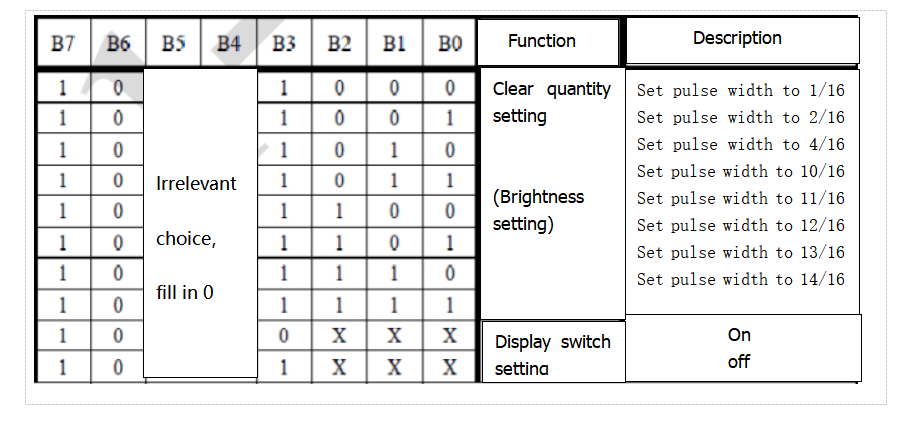 B7 B6 B5 B4 B3 B2 B1 B0 Function Description
1 0 1 0 0 0 Clear quantity Set pulse width to 1/16
1 0 1 0 0 1 setting Set pulse width to 2/16
1 0 1 0 1 0 Set pulse width to 4/16
1 0 Irrelevant 1 0 1 1 (Brightness Set pulse width to 10/16
1 0 1 1 0 0 setting) Set pulse width to 11/16
1 0 choice, 1 1 0 1 Set pulse width to 12/16
1 0 1 1 1 0 Set pulse width to 13/16
1 0 fill in 0 1 1 1 1 Set pulse width to 14/16
1 0 0 X X X Display switch On
1 0 1 X X X setting off